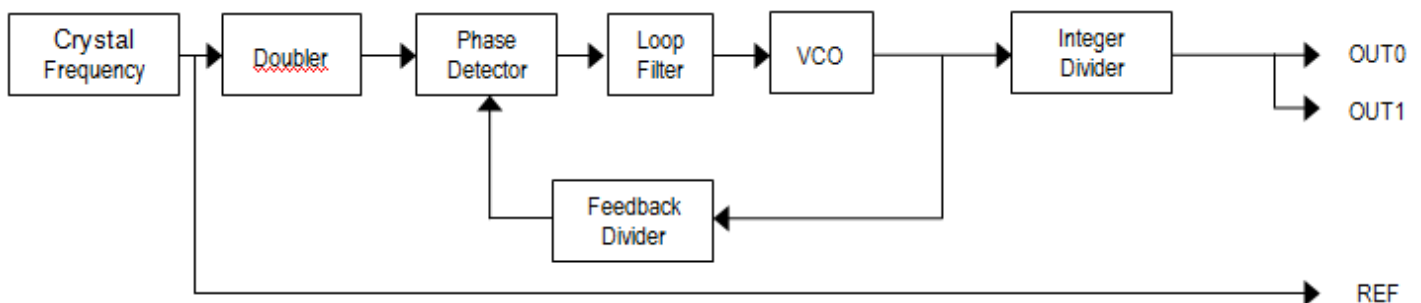 Crystal
Frequency
Doubler
Phase
Detector
Loop
Filter
VCO
Integer
Divider
OUT0
OUT1
Feedback
Divider
REF